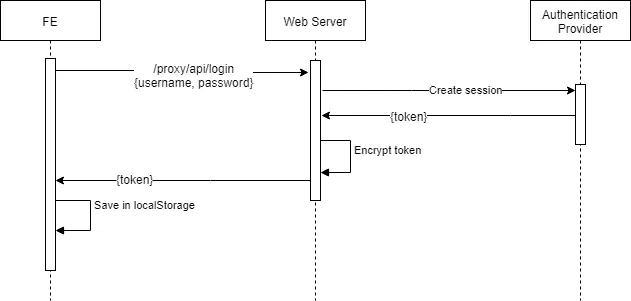 FE
Web Server
Authentication
Provider
/proxy/api/login
{username, password}
Create session
{token}
Encrypt token
{token}
Save in localStorage